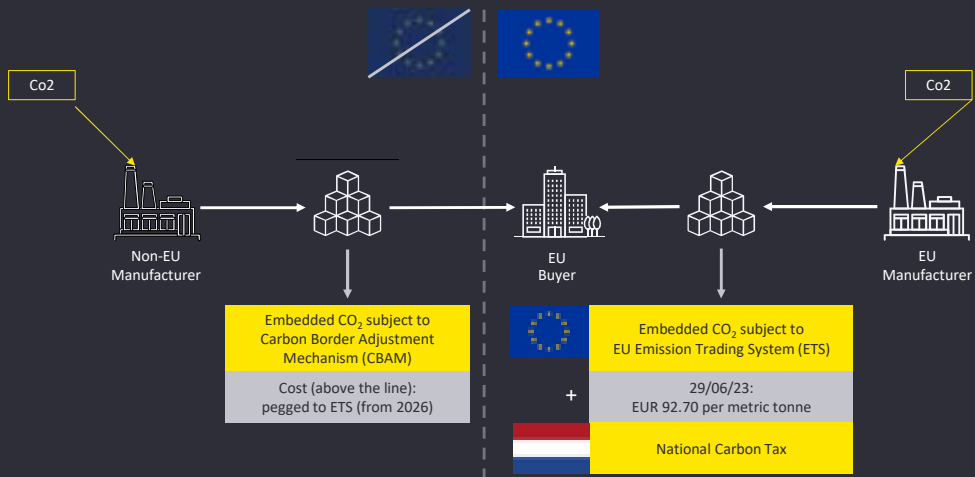 Co2
Co2
Non-EU
Manufacturer
EU
Buyer
EU
Manufacturer
Embedded CO₂ subject to
Carbon Border Adjustment
Mechanism (CBAM)
Cost (above the line):
pegged to ETS (from 2026)
Embedded CO₂ subject to
EU Emission Trading System (ETS)
+
29/06/23:
EUR 92.70 per metric tonne
National Carbon Tax